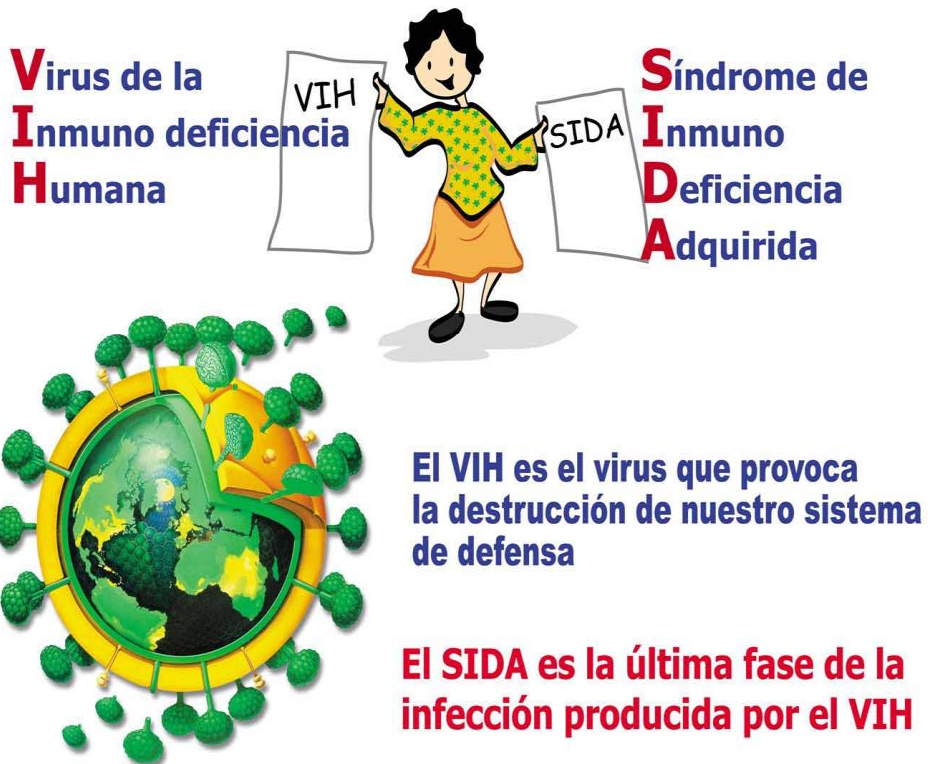 Virus de la
Inmuno deficiencia
Humana
VIH
SIDA
Síndrome de
Inmuno
Deficiencia
Adquirida
El VIH es el virus que provoca
la destrucción de nuestro sistema
de defensa
El SIDA es la última fase de la
infección producida por el VIH